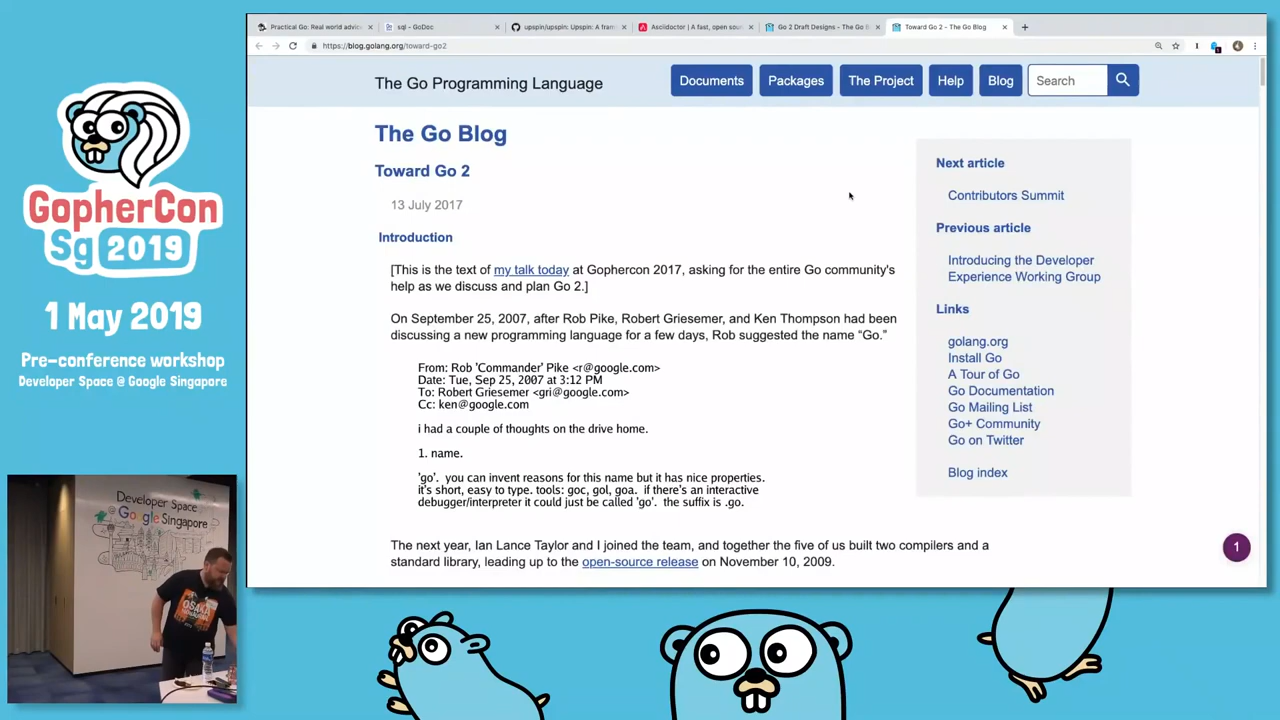 GopherCon
Sg 2019
1 May 2019
Pre-conference workshop
Developer Space @ Google Singapore
Developer Space
@ Google Singapore
OSAKA
Practical Go: Real world advice
sql - GoDoc
upspin/upspin: Upspin: A fram
Asciidoctor | A fast, open sou
Go 2 Draft Designs - The Go B
Toward Go 2 - The Go Blog
https://blog.golang.org/toward-go2
The Go Programming Language
Documents
Packages
The Project
Help
Blog
Search
The Go Blog
Toward Go 2
13 July 2017
Introduction
[This is the text of my talk today at Gophercon 2017, asking for the entire Go community's
help as we discuss and plan Go 2.]
On September 25, 2007, after Rob Pike, Robert Griesemer, and Ken Thompson had been
discussing a new programming language for a few days, Rob suggested the name “Go.”
From: Rob 'Commander' Pike <r@google.com>
Date: Tue, Sep 25, 2007 at 3:12 PM
To: Robert Griesemer <gri@google.com>
Cc: ken@google.com
i had a couple of thoughts on the drive home.
1. name.
'go'. you can invent reasons for this name but it has nice properties.
it's short, easy to type. tools: goc, gol, goa. if there's an interactive
debugger/interpreter it could just be called 'go'. the suffix is .go.
The next year, Ian Lance Taylor and I joined the team, and together the five of us built two compilers and a
standard library, leading up to the open-source release on November 10, 2009.
Next article
Contributors Summit
Previous article
Introducing the Developer
Experience Working Group
Links
golang.org
Install Go
A Tour of Go
Go Documentation
Go Mailing List
Go+ Community
Go on Twitter
Blog index
1